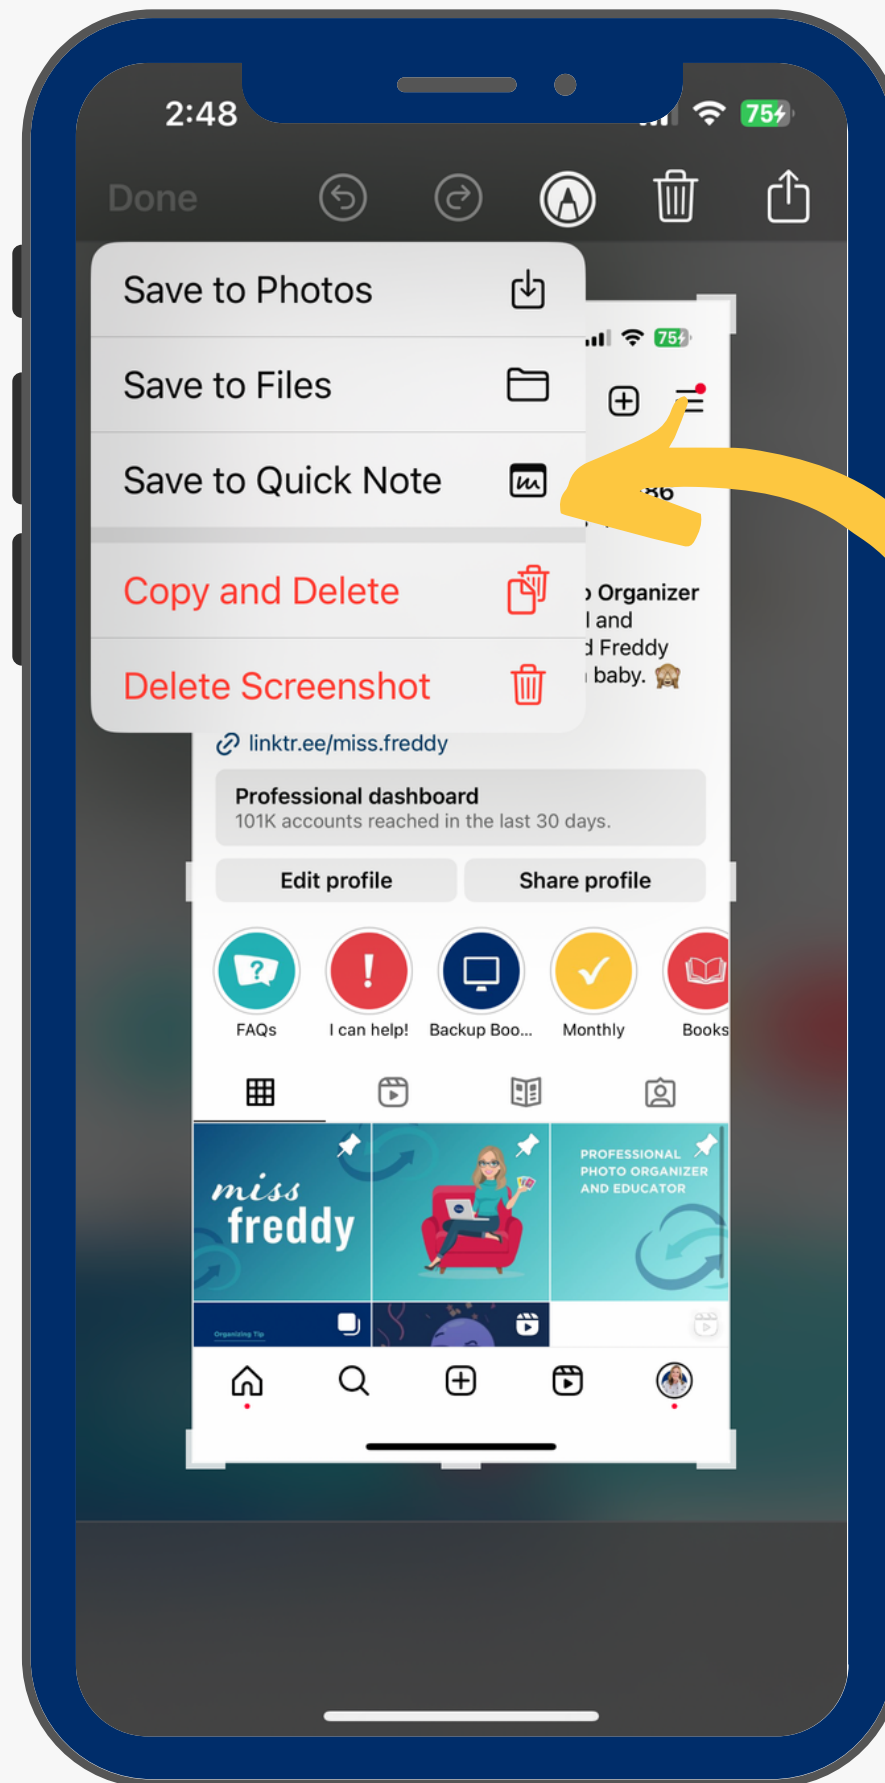 2:48
75
Done
Save to Photos
Save to Files
Save to Quick Note
Copy and Delete
Delete Screenshot
75
Organizer
and
Freddy
baby. 🙈
linktr.ee/miss.freddy
Professional dashboard
101K accounts reached in the last 30 days.
Edit profile
Share profile
FAQs
I can help!
Backup Boo...
Monthly
Books
miss
freddy
PROFESSIONAL
PHOTO ORGANIZER
AND EDUCATOR
Organizing Tip